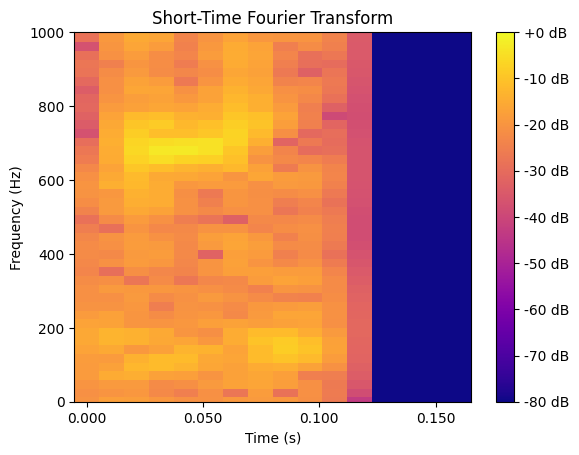 Short-Time Fourier Transform
Frequency (Hz)
1000
800
600
400
200
0
0.000
0.050
0.100
0.150
Time (s)
+0 dB
-10 dB
-20 dB
-30 dB
-40 dB
-50 dB
-60 dB
-70 dB
-80 dB